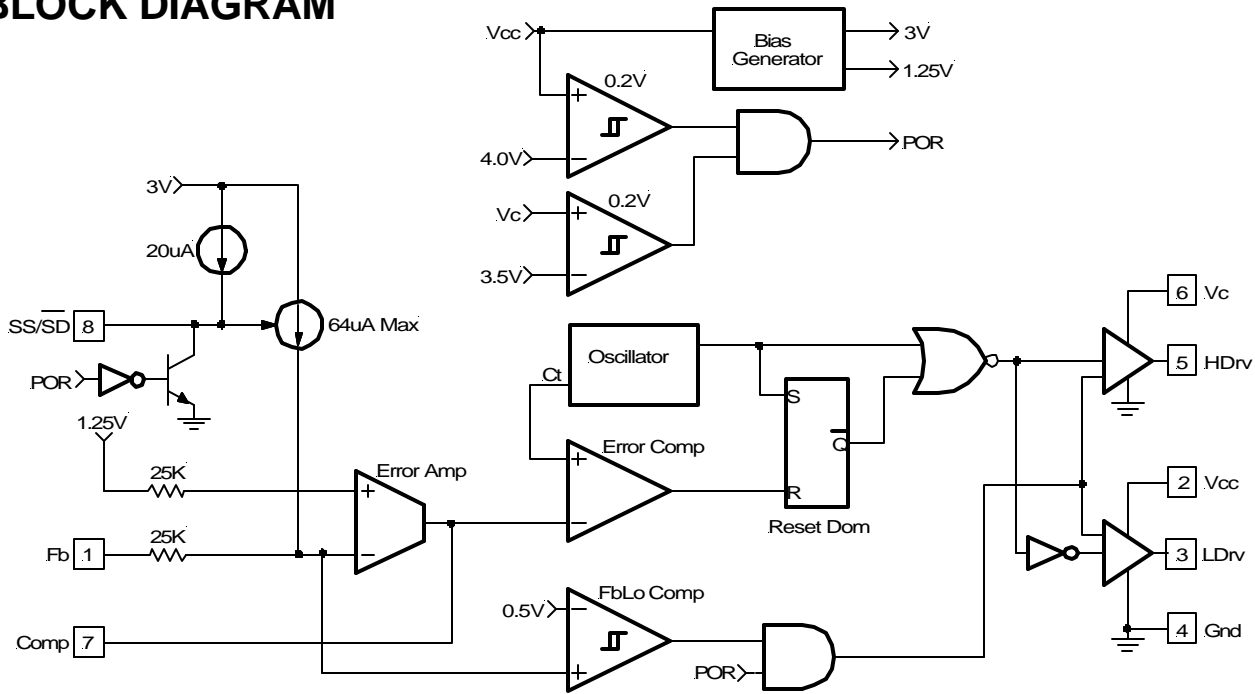 BLOCK DIAGRAM
Vcc
Bias
Generator
3V
1.25V
0.2V
+
4.0V
−
POR
0.2V
Vc
+
3.5V
−
3V
20uA
64uA Max
SS/SD 8
POR
1.25V
25K
Error Amp
+
Fb 1
25K
−
Comp 7
Oscillator
Ct
Error Comp
+
−
S
Q
R
Reset Dom
FbLo Comp
0.5V
−
+
POR
6 Vc
5 HDrv
2 Vcc
3 LDrv
4 Gnd